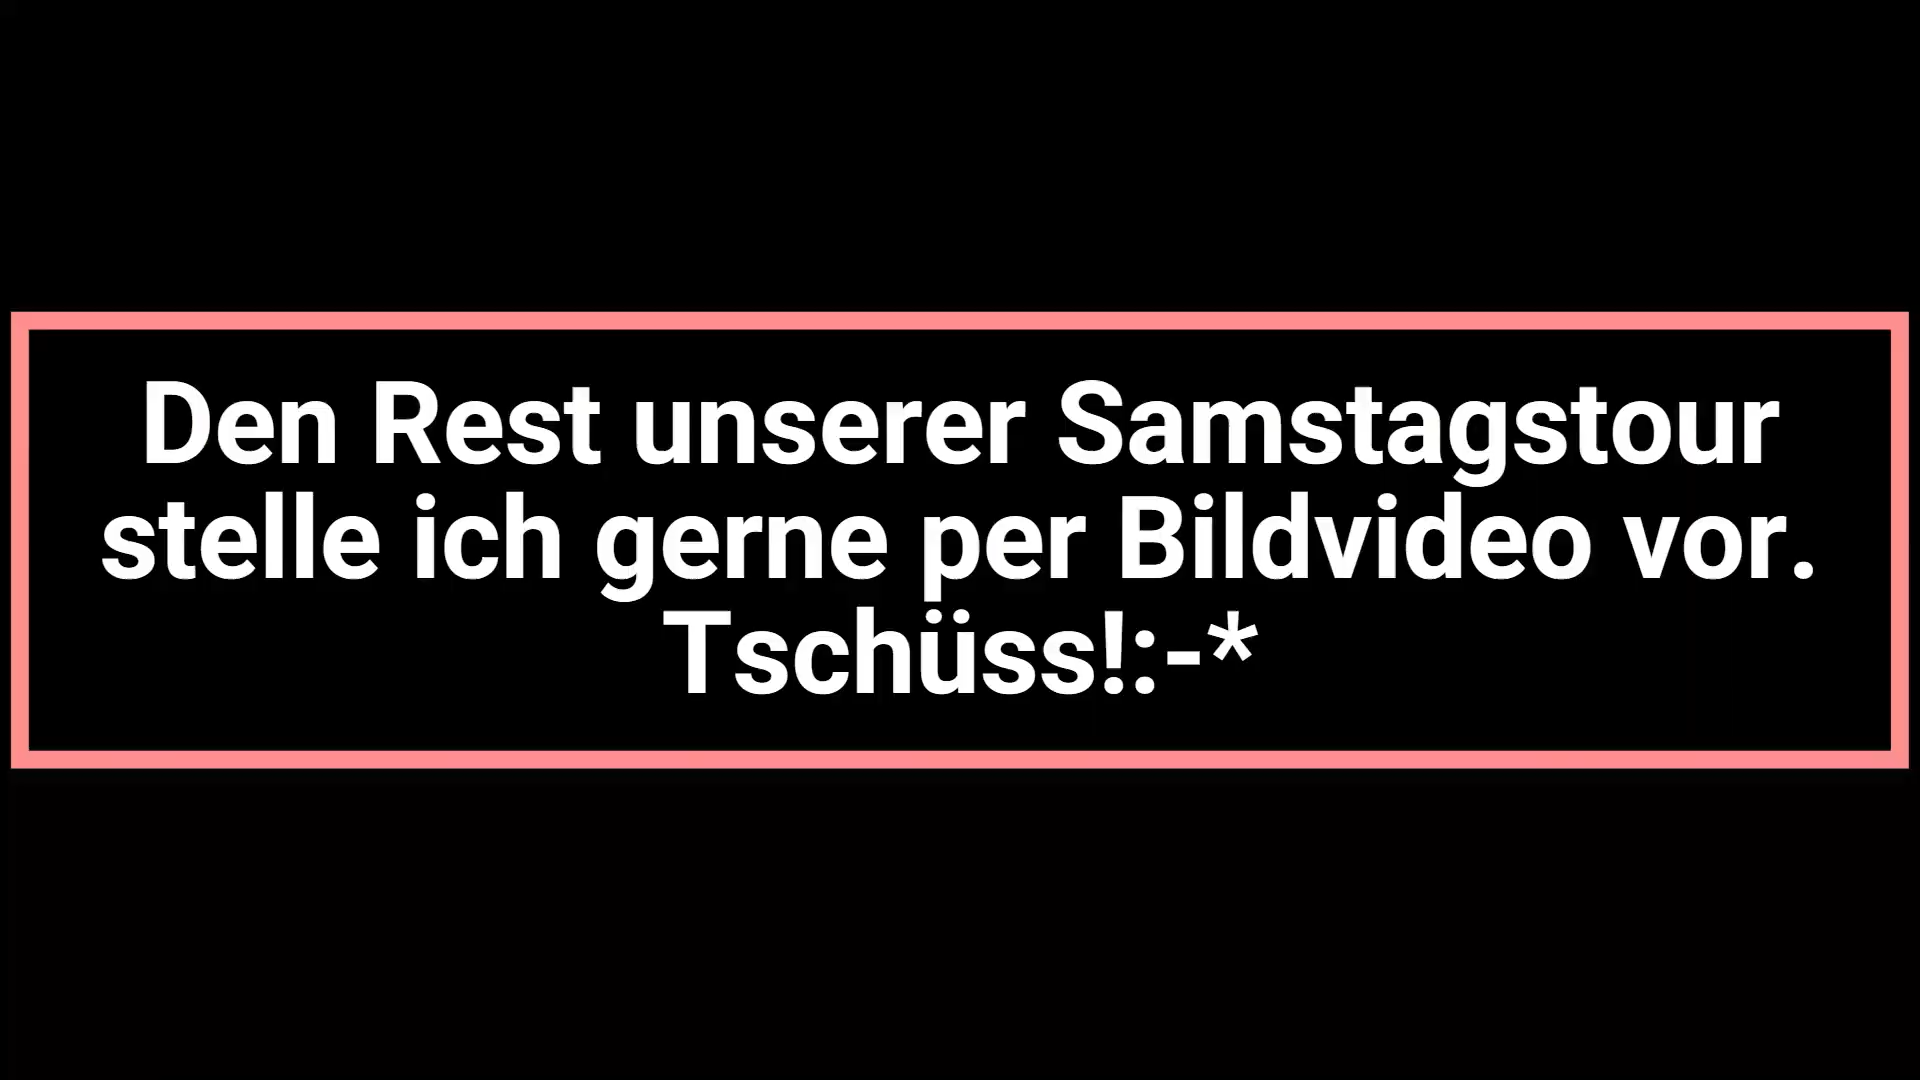 Den Rest unserer Samstagstour
stelle ich gerne per Bildvideo vor.
Tschüss!:-*